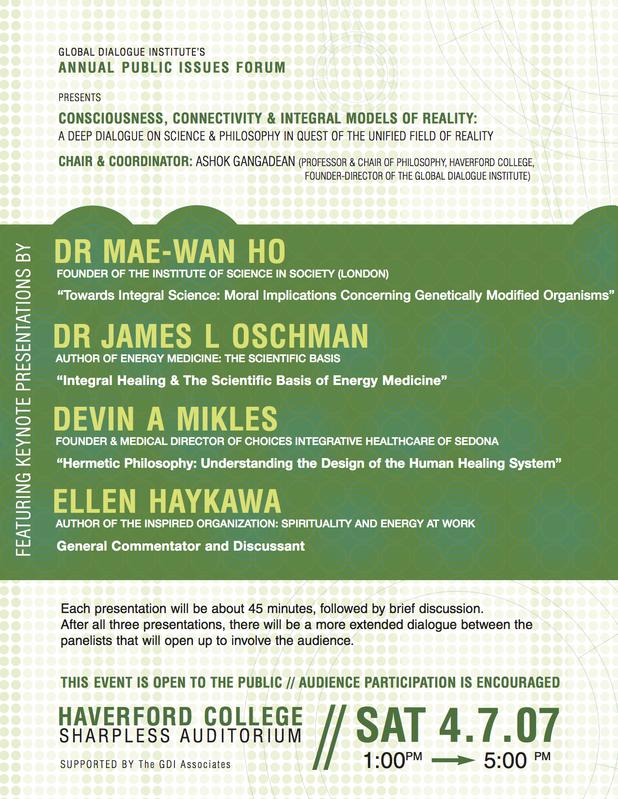 GLOBAL DIALOGUE INSTITUTE'S
ANNUAL PUBLIC ISSUES FORUM
PRESENTS
CONSCIOUSNESS, CONNECTIVITY & INTEGRAL MODELS OF REALITY:
A DEEP DIALOGUE ON SCIENCE & PHILOSOPHY IN QUEST OF THE UNIFIED FIELD OF REALITY
CHAIR & COORDINATOR: ASHOK GANGADEAN (PROFESSOR & CHAIR OF PHILOSOPHY, HAVERFORD COLLEGE,
FOUNDER-DIRECTOR OF THE GLOBAL DIALOGUE INSTITUTE)
FEATURING KEYNOTE PRESENTATIONS BY
DR MAE-WAN HO
FOUNDER OF THE INSTITUTE OF SCIENCE IN SOCIETY (LONDON)
“Towards Integral Science: Moral Implications Concerning Genetically Modified Organisms”
DR JAMES L OSCHMAN
AUTHOR OF ENERGY MEDICINE: THE SCIENTIFIC BASIS
“Integral Healing & The Scientific Basis of Energy Medicine”
DEVIN A MIKLES
FOUNDER & MEDICAL DIRECTOR OF CHOICES INTEGRATIVE HEALTHCARE OF SEDONA
“Hermetic Philosophy: Understanding the Design of the Human Healing System”
ELLEN HAYKAWA
AUTHOR OF THE INSPIRED ORGANIZATION: SPIRITUALITY AND ENERGY AT WORK
General Commentator and Discussant
Each presentation will be about 45 minutes, followed by brief discussion.
After all three presentations, there will be a more extended dialogue between the
panelists that will open up to involve the audience.
THIS EVENT IS OPEN TO THE PUBLIC // AUDIENCE PARTICIPATION IS ENCOURAGED
HAVERFORD COLLEGE
SHARPLESS AUDITORIUM
SUPPORTED BY The GDI Associates
// SAT 4.7.07
1:00PM → 5:00 PM